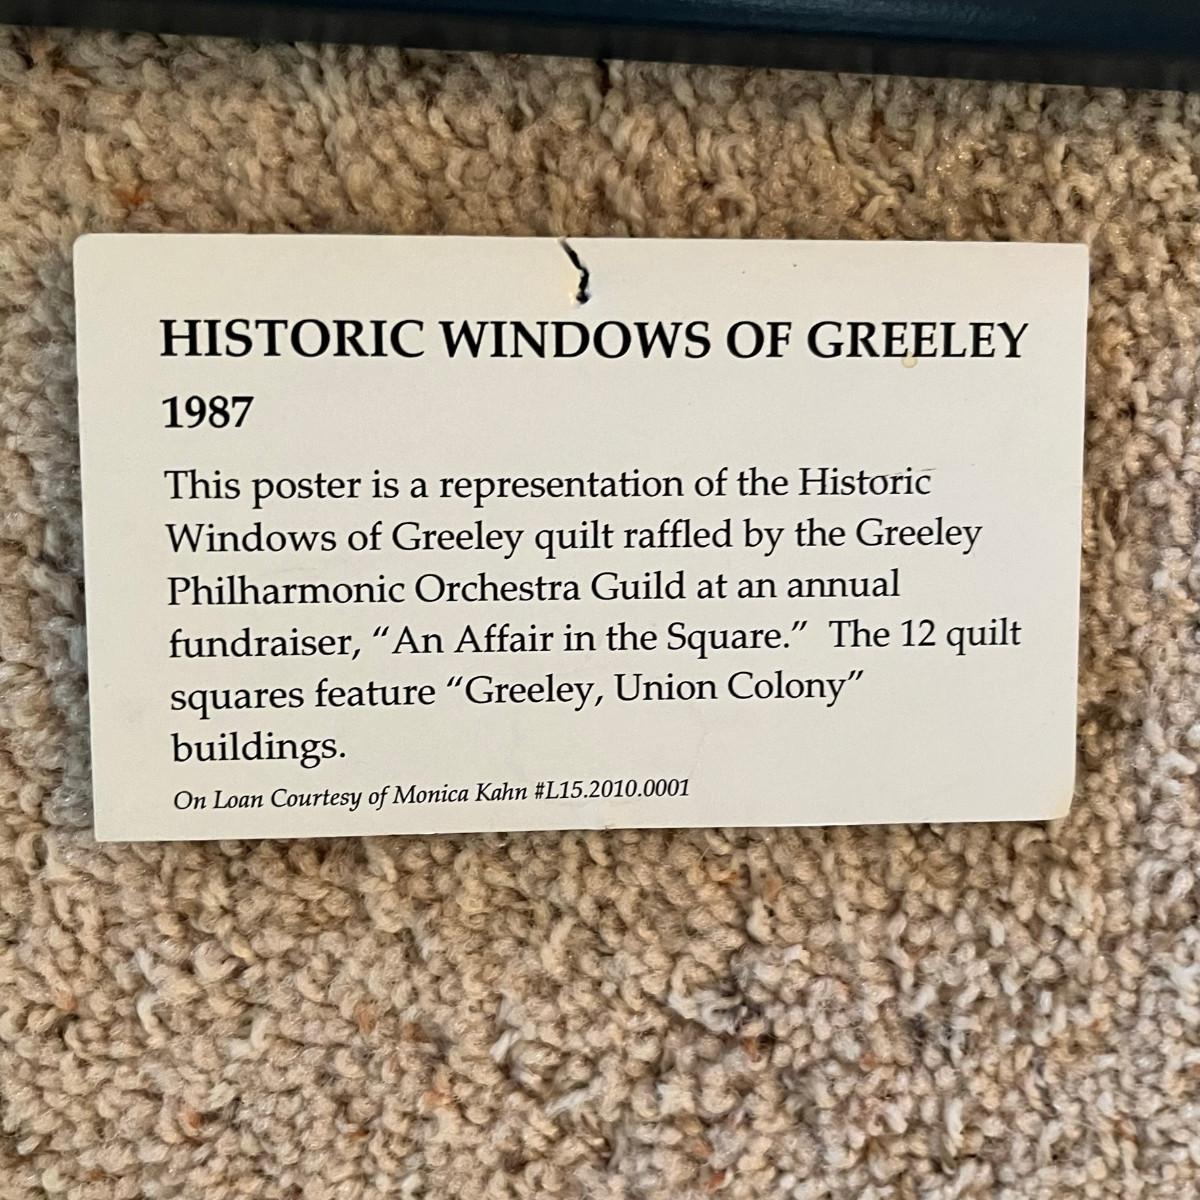 HISTORIC WINDOWS OF GREELEY
1987
This poster is a representation of the Historic
Windows of Greeley quilt raffled by the Greeley
Philharmonic Orchestra Guild at an annual
fundraiser, “An Affair in the Square.”  The 12 quilt
squares feature “Greeley, Union Colony”
buildings.
On Loan Courtesy of Monica Kahn #L15.2010.0001